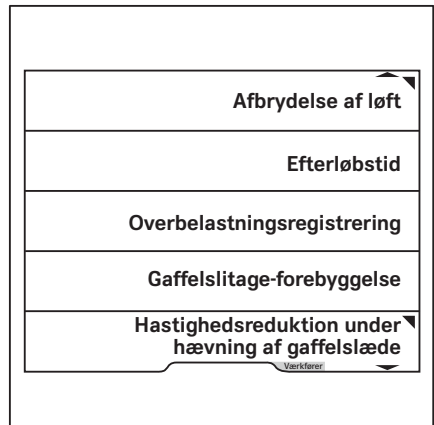 Afbrydelse af løft
Efterløbstid
Overbelastningsregistrering
Gaffelslitage-forebyggelse
Hastighedsreduktion under
hævning af gaffelslæde
Værkfører